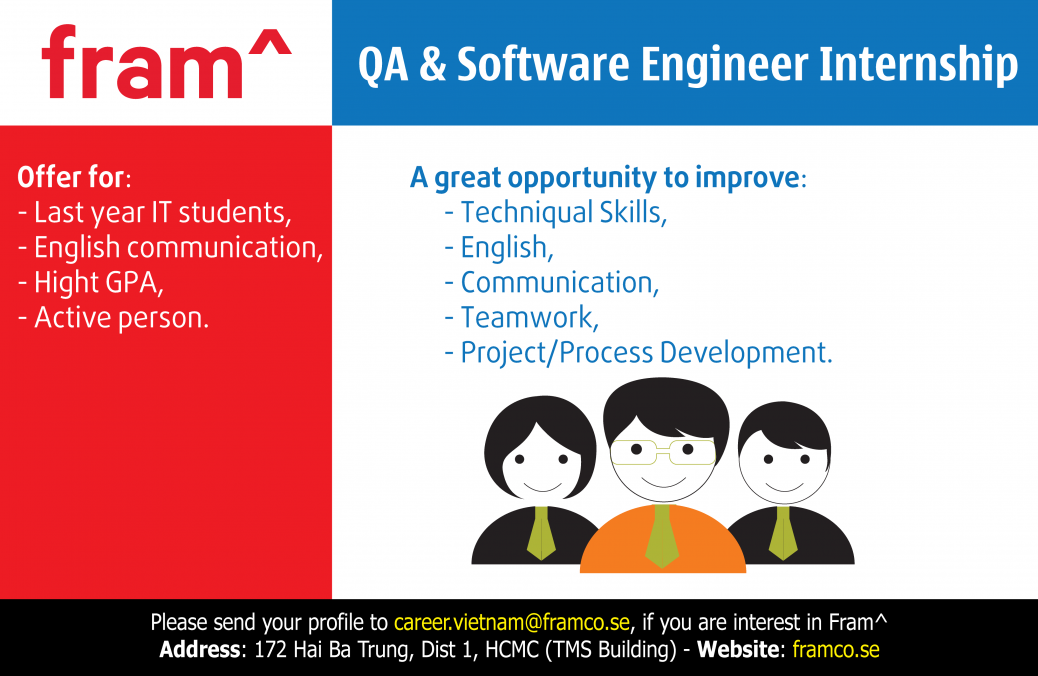 fram^
QA & Software Engineer Internship
Offer for:
- Last year IT students,
- English communication,
- Hight GPA,
- Active person.
A great opportunity to improve:
- Techniqual Skills,
- English,
- Communication,
- Teamwork,
- Project/Process Development.
Please send your profile to career.vietnam@framco.se, if you are interest in Fram^
Address: 172 Hai Ba Trung, Dist 1, HCMC (TMS Building) - Website: framco.se